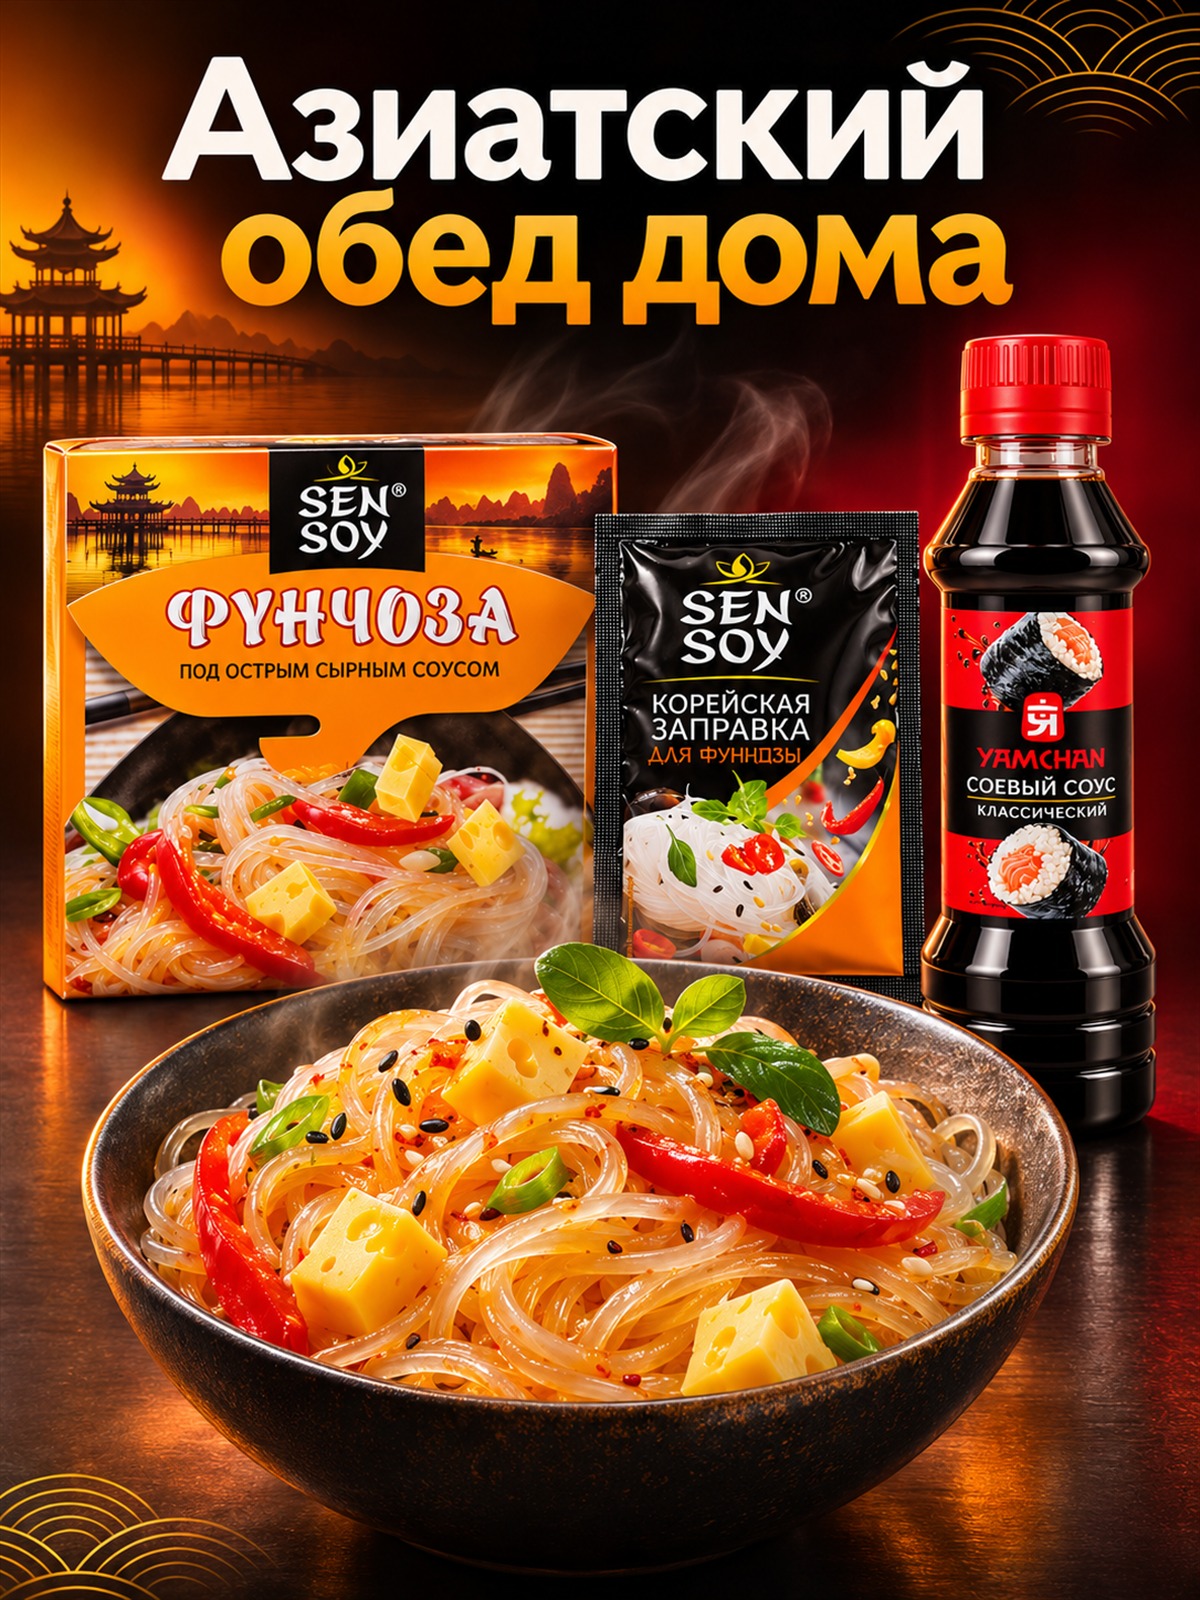 Азиатский
обед дома
SEN®
SOY
ФУНЧОЗА
ПОД ОСТРЫМ СЫРНЫМ СОУСОМ
SEN®
SOY
КОРЕЙСКАЯ
ЗАПРАВКА
ДЛЯ ФУННДЗЫ
YAMCHAN
СОЕВЫЙ СОУС
КЛАССИЧЕСКИЙ